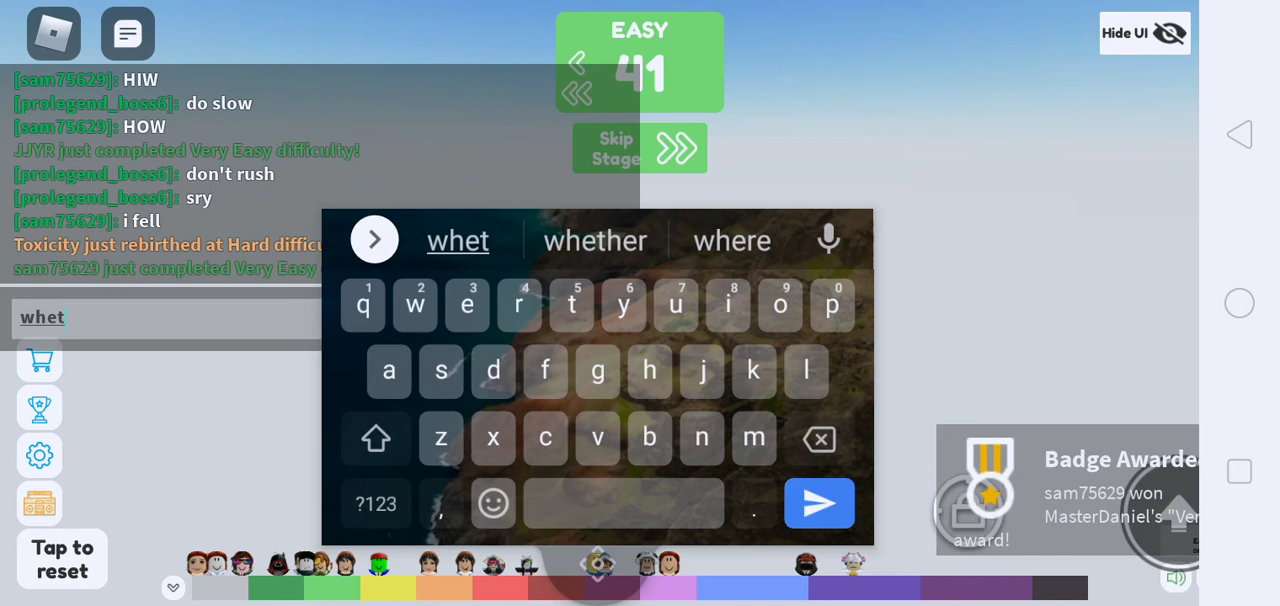 EASY
41
Hide UI
[sam75629]: HIW
[prolegend_boss6]: do slow
[sam75629]: HOW
JJYR just completed Very Easy difficulty!
[prolegend_boss6]: don't rush
[prolegend_boss6]: sry
[sam75629]: i fell
Toxicity just rebirthed at Hard difficu
sam75629 just completed Very Easy
Skip
Stage
whet
whet whether where
1 2 3 4 5 6 7 8 9 0
q w e r t y u i o p
a s d f g h j k l
z x c v b n m
?123 , .
Tap to
reset
Badge Awarded
sam75629 won
MasterDaniel's "Ver
award!